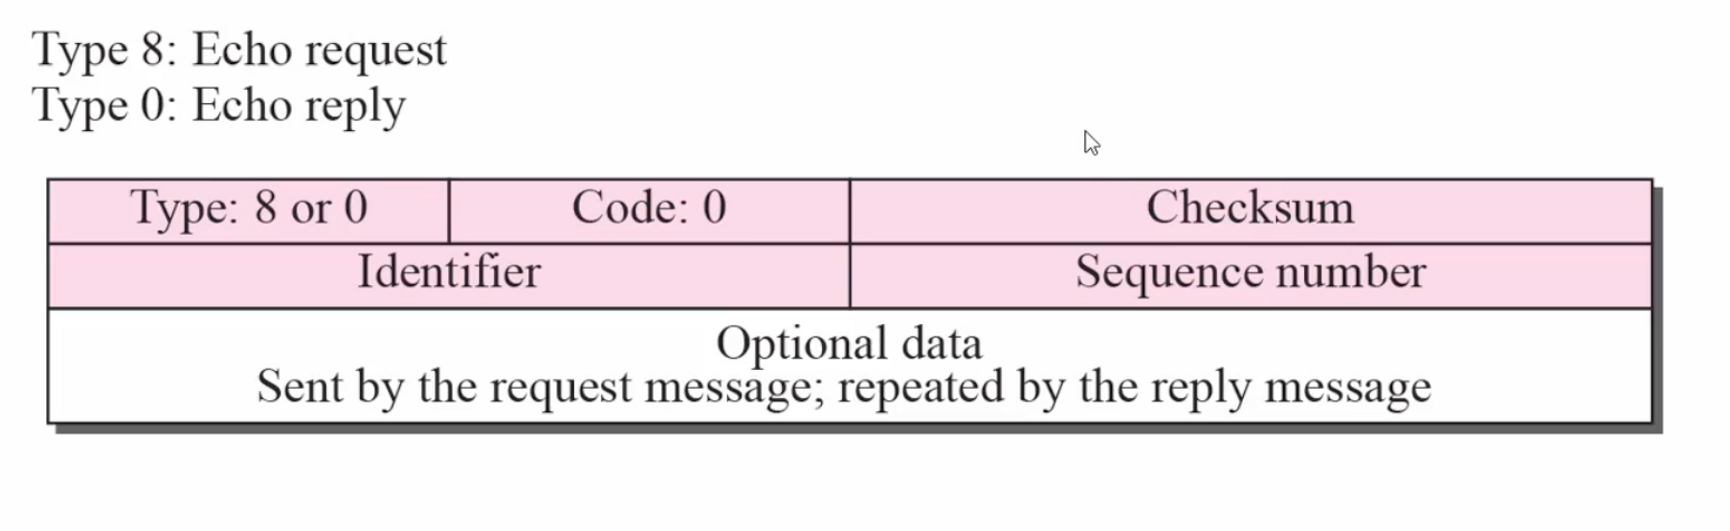 Type 8: Echo request
Type 0: Echo reply
Type: 8 or 0
Code: 0
Checksum
Identifier
Sequence number
Optional data
Sent by the request message; repeated by the reply message